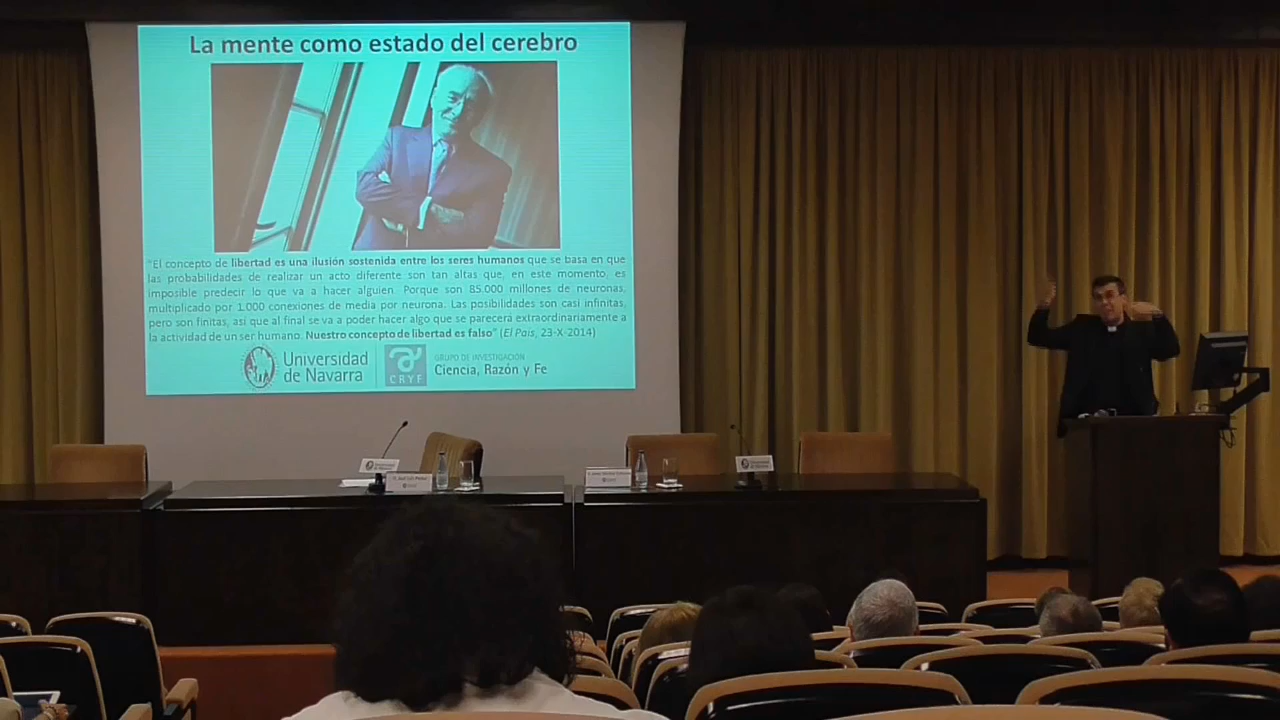 La mente como estado del cerebro
"El concepto de libertad es una ilusión sostenida entre los seres humanos que se basa en que
las probabilidades de realizar un acto diferente son tan altas que, en este momento, es
imposible predecir lo que va a hacer alguien. Porque son 85.000 millones de neuronas,
multiplicado por 1.000 conexiones de media por neurona. Las posibilidades son casi infinitas,
pero son finitas, así que al final se va a poder hacer algo que se parecerá extraordinariamente a
la actividad de un ser humano. Nuestro concepto de libertad es falso" (El País, 23-X-2014)
Universidad
de Navarra
CRYF
GRUPO DE INVESTIGACIÓN
Ciencia, Razón y Fe